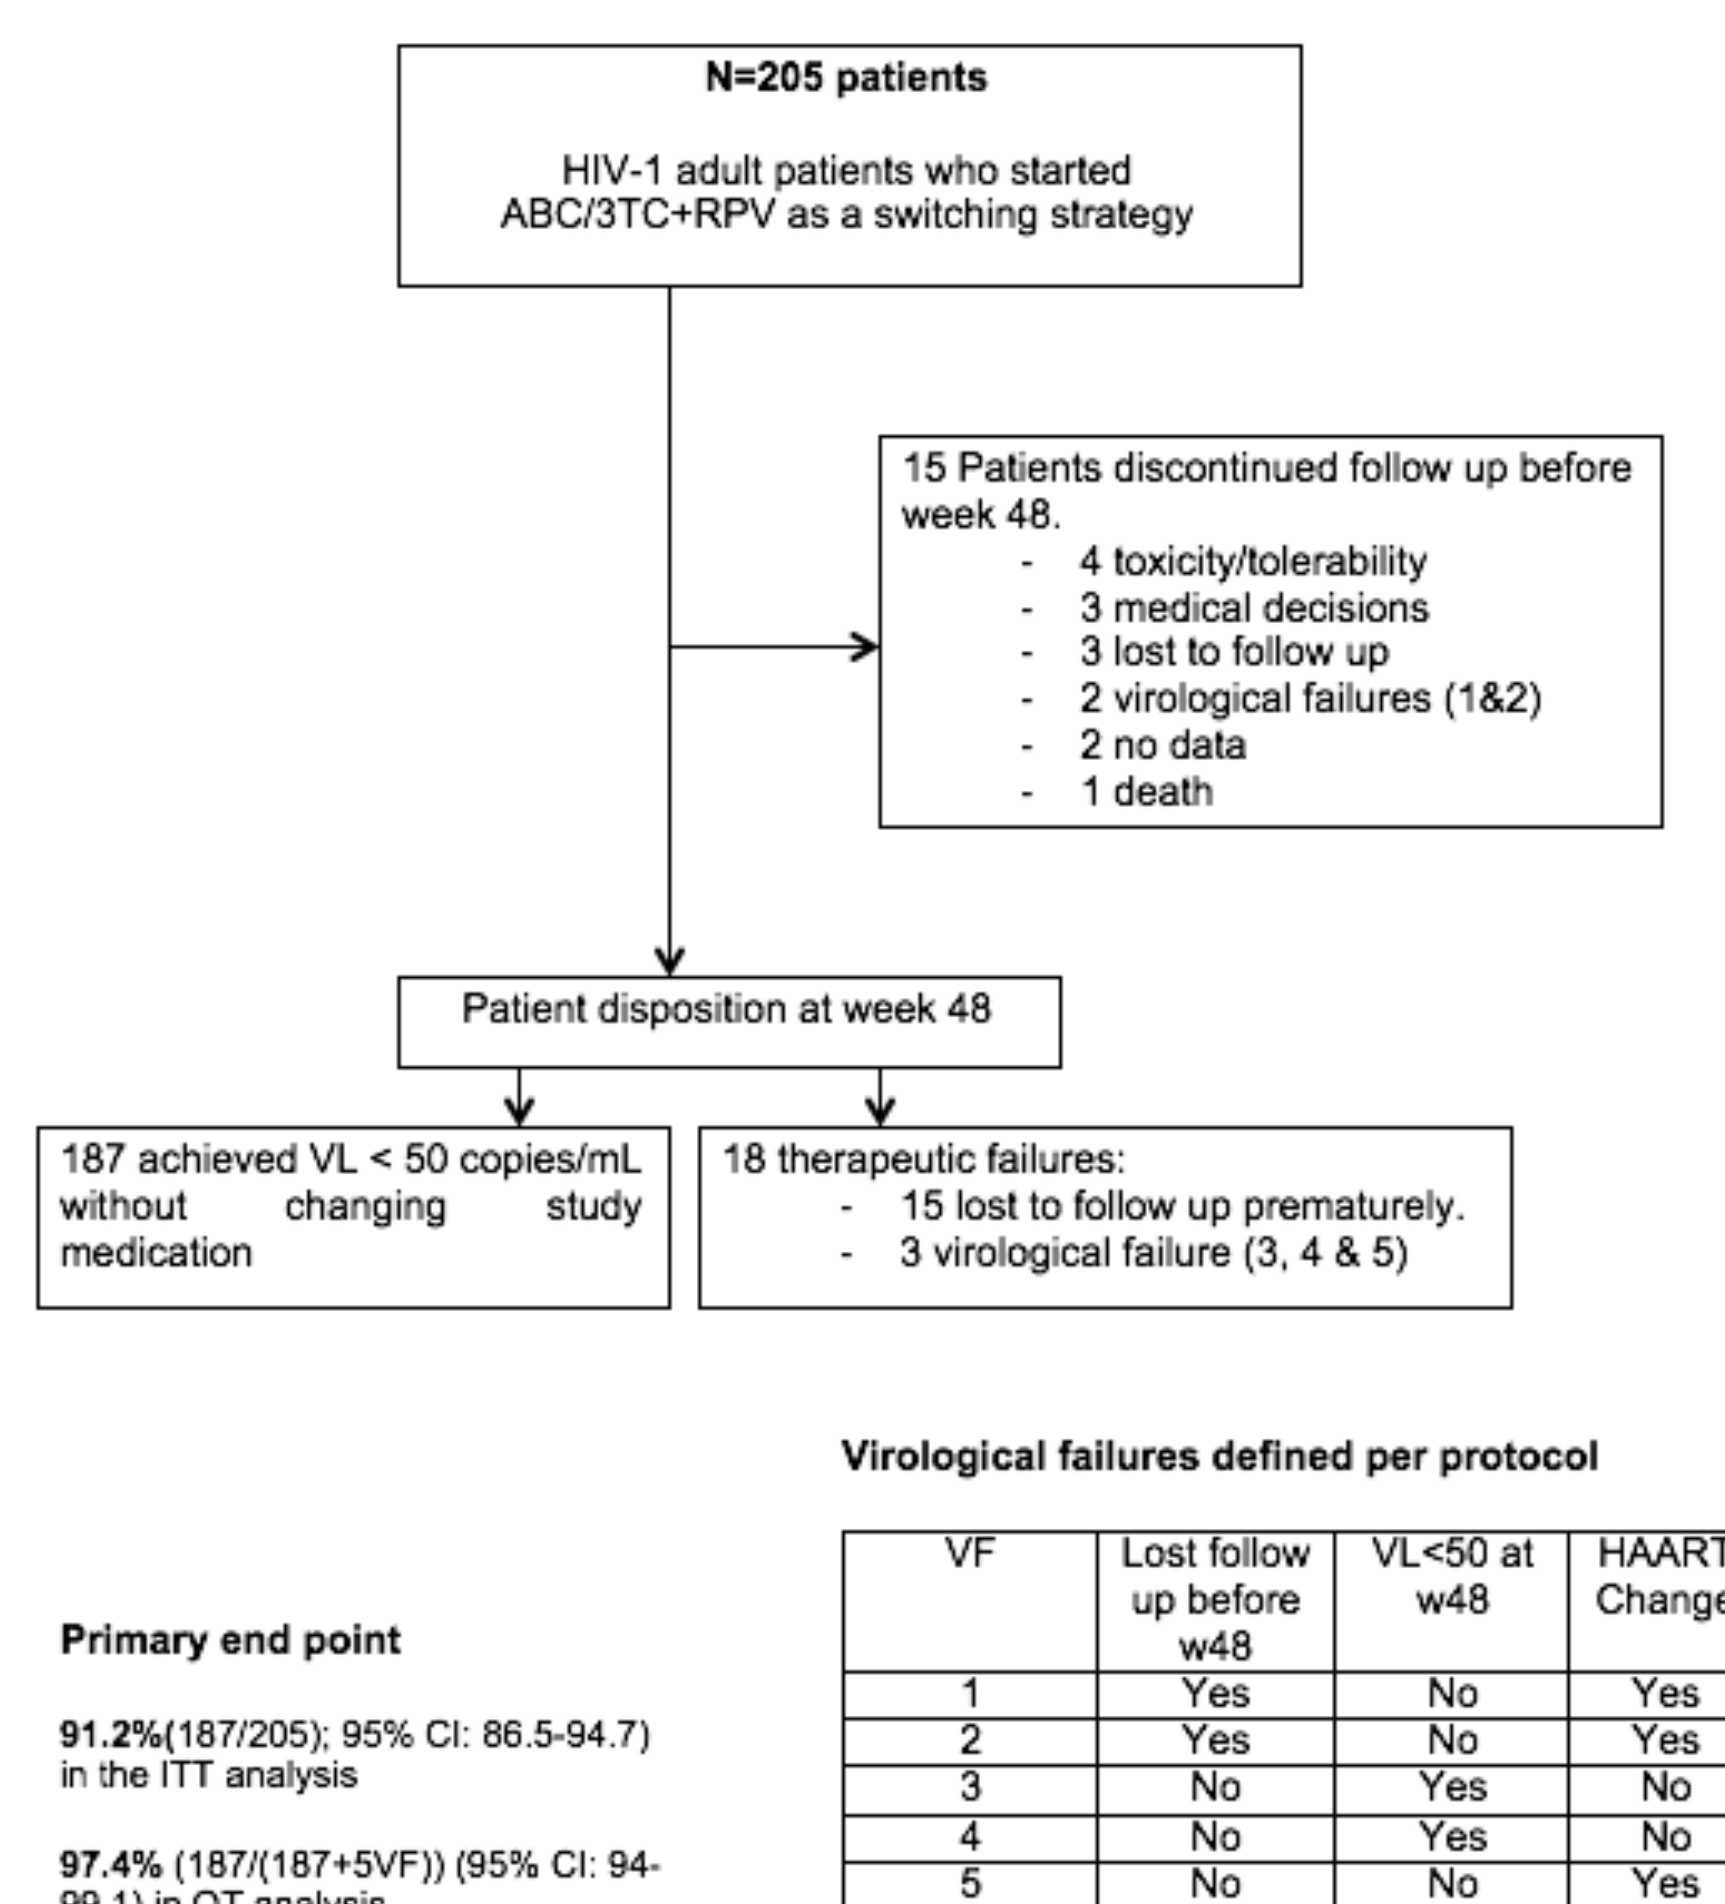 N=205 patients
HIV-1 adult patients who started
ABC/3TC+RPV as a switching strategy
15 Patients discontinued follow up before
week 48.
- 4 toxicity/tolerability
- 3 medical decisions
- 3 lost to follow up
- 2 virological failures (1&2)
- 2 no data
- 1 death
Patient disposition at week 48
187 achieved VL < 50 copies/mL
without changing study
medication
18 therapeutic failures:
- 15 lost to follow up prematurely.
- 3 virological failure (3, 4 & 5)
Primary end point
91.2%(187/205); 95% CI: 86.5-94.7)
in the ITT analysis
97.4% (187/(187+5VF)) (95% CI: 94-
99.1) in OT analysis
Virological failures defined per protocol
VF Lost follow VL<50 at HAART
up before w48 Change
w48
1 Yes No Yes
2 Yes No Yes
3 No Yes No
4 No Yes No
5 No No Yes